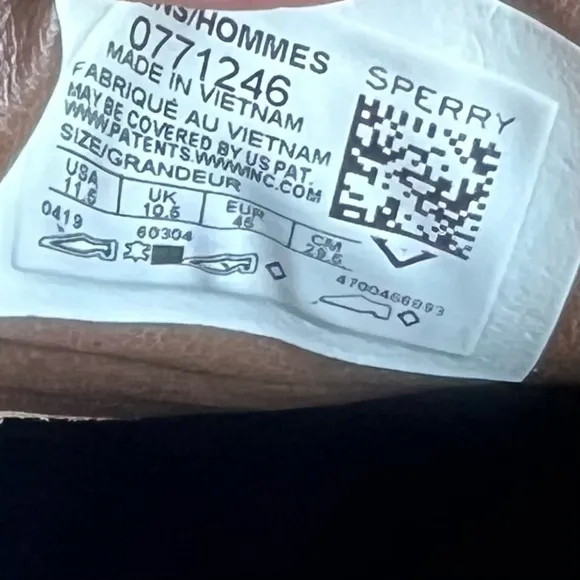 NS/HOMMES
0771246
MADE IN VIETNAM
FABRIQUÉ AU VIETNAM
MAY BE COVERED BY US PAT.
WWW.PATENTS.WWWINC.COM
SIZE/GRANDEUR
USA UK EUR CM
11.5 10.5 45 29.5
0419 60304
SPERRY